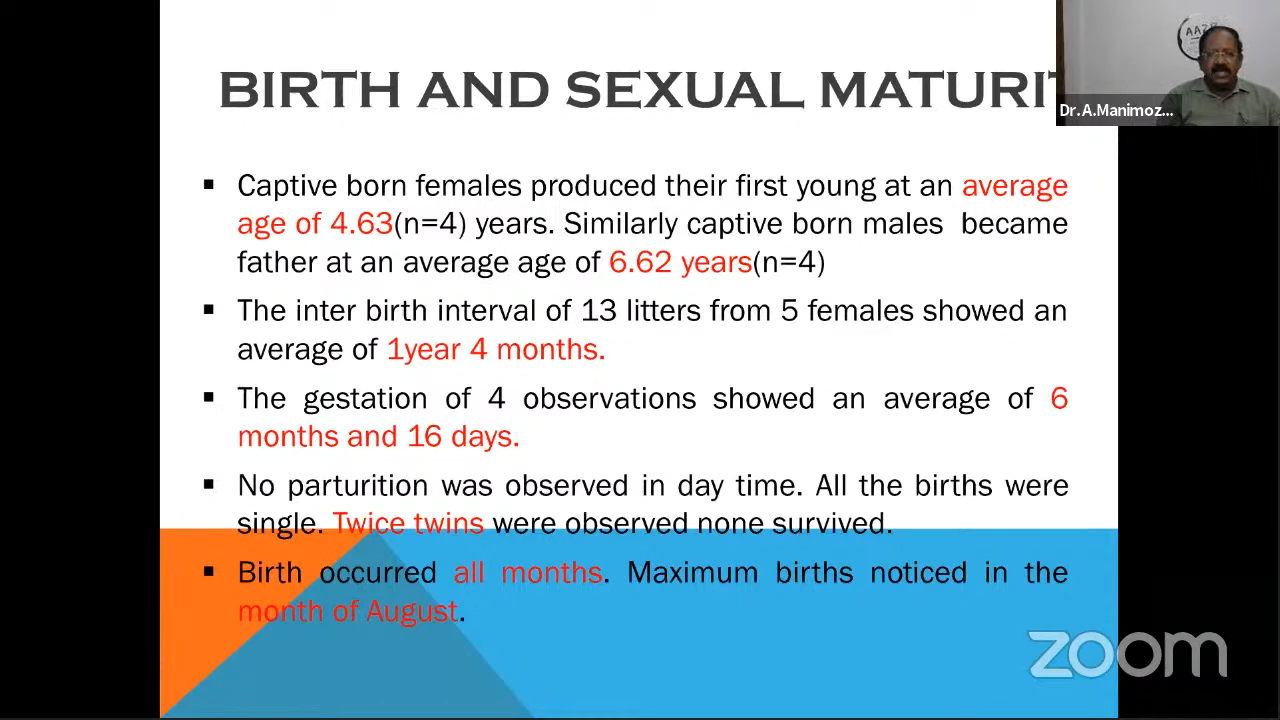 BIRTH AND SEXUAL MATURIT
Dr.A.Manimoz...
▪ Captive born females produced their first young at an average
age of 4.63(n=4) years. Similarly captive born males became
father at an average age of 6.62 years(n=4)
▪ The inter birth interval of 13 litters from 5 females showed an
average of 1year 4 months.
▪ The gestation of 4 observations showed an average of 6
months and 16 days.
▪ No parturition was observed in day time. All the births were
single. Twice twins were observed none survived.
▪ Birth occurred all months. Maximum births noticed in the
month of August.
zoom